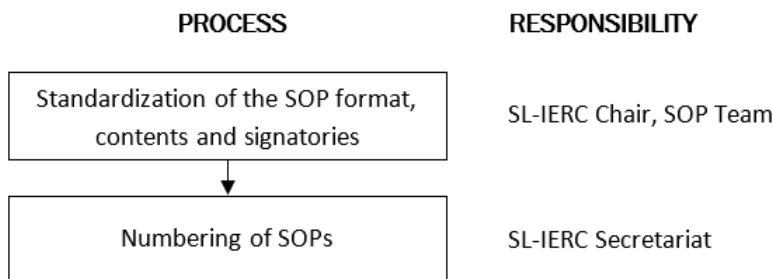 PROCESS RESPONSIBILITY
Standardization of the SOP format,
contents and signatories
SL-IERC Chair, SOP Team
Numbering of SOPs
SL-IERC Secretariat